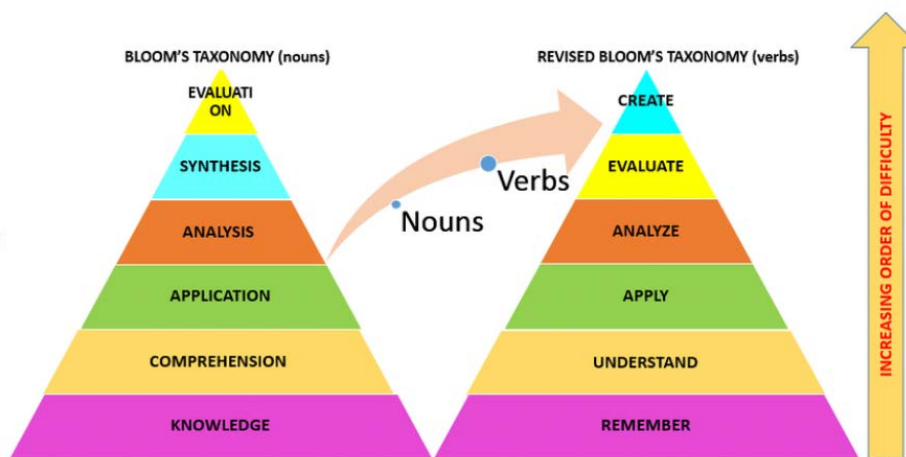 BLOOM'S TAXONOMY (nouns)
EVALUATI
ON
SYNTHESIS
ANALYSIS
APPLICATION
COMPREHENSION
KNOWLEDGE
Nouns
Verbs
REVISED BLOOM'S TAXONOMY (verbs)
CREATE
EVALUATE
ANALYZE
APPLY
UNDERSTAND
REMEMBER
INCREASING ORDER OF DIFFICULTY